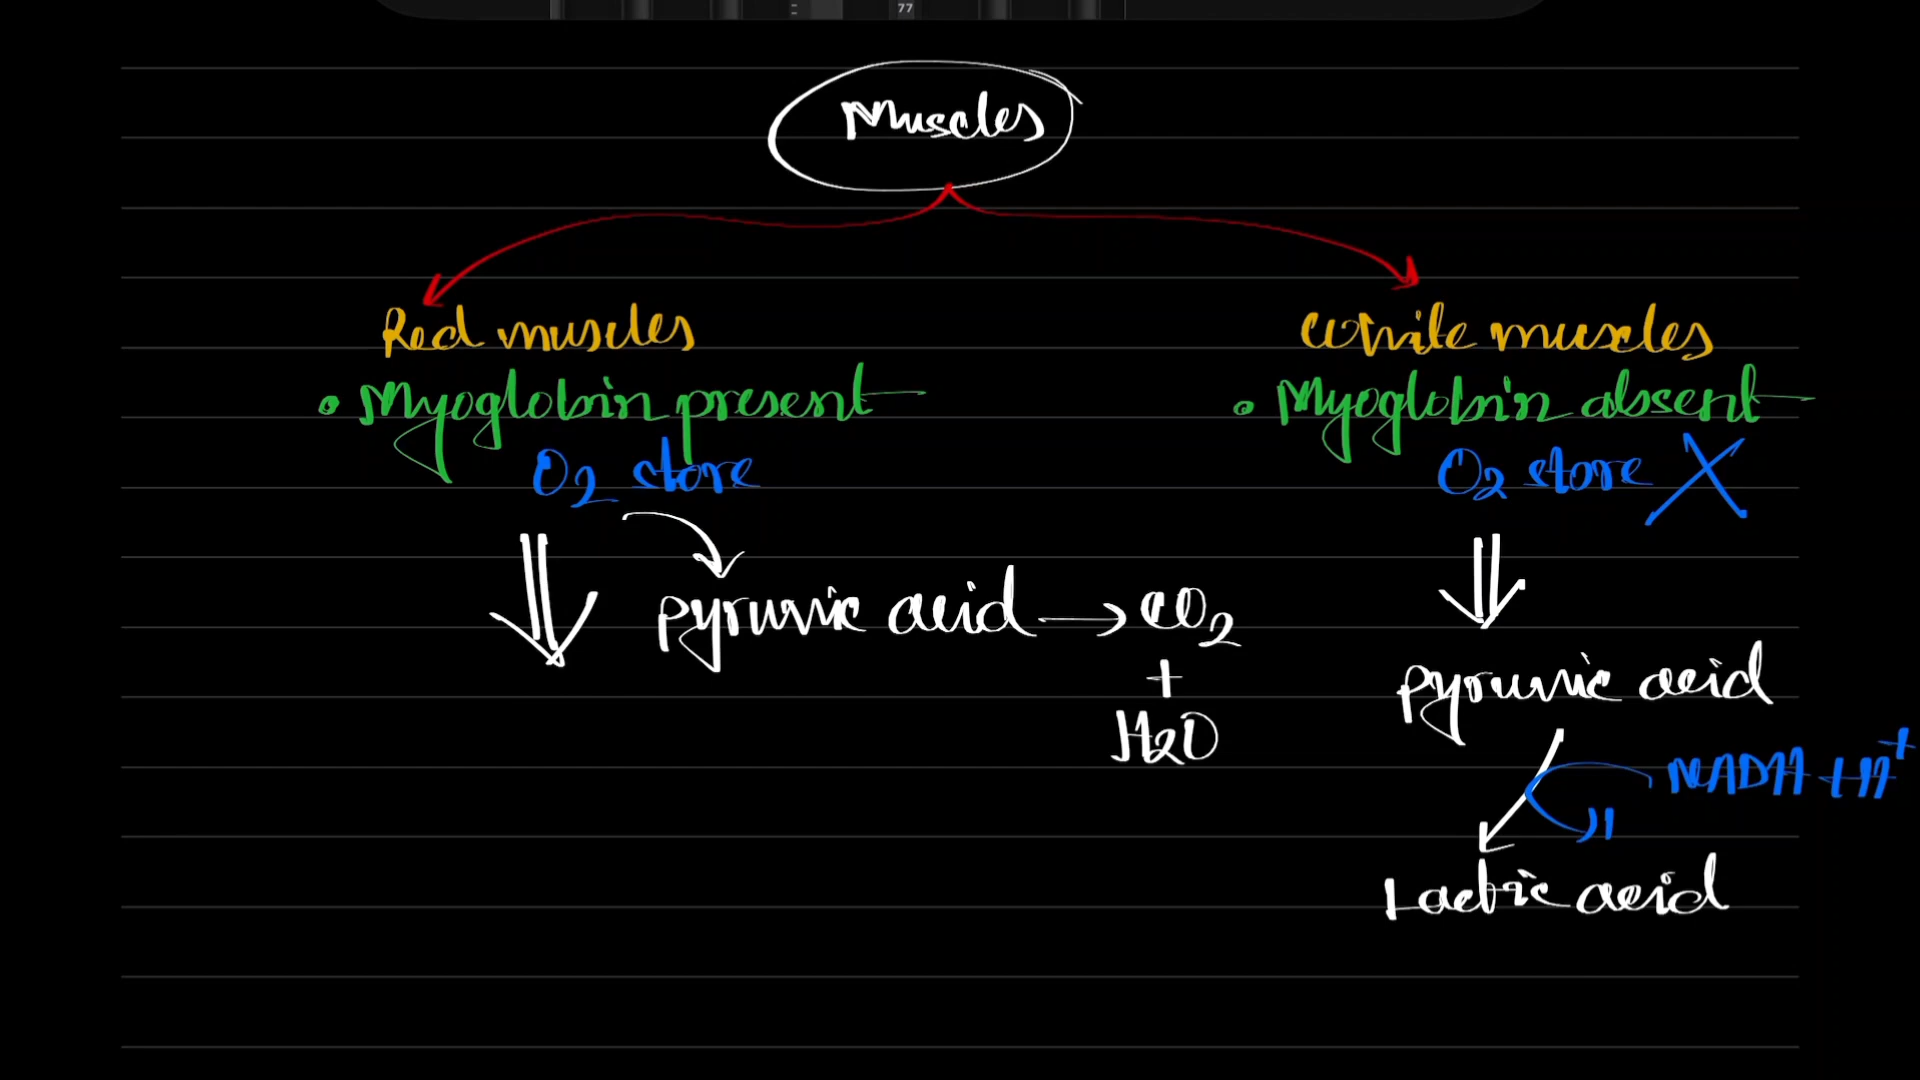 77
Muscles
Red muscles
• Myoglobin present
O2 store
pyruvic acid → CO2
+
H2O
White muscles
• Myoglobin absent
O2 store X
pyruvic acid
NADH + H+
Lactic acid